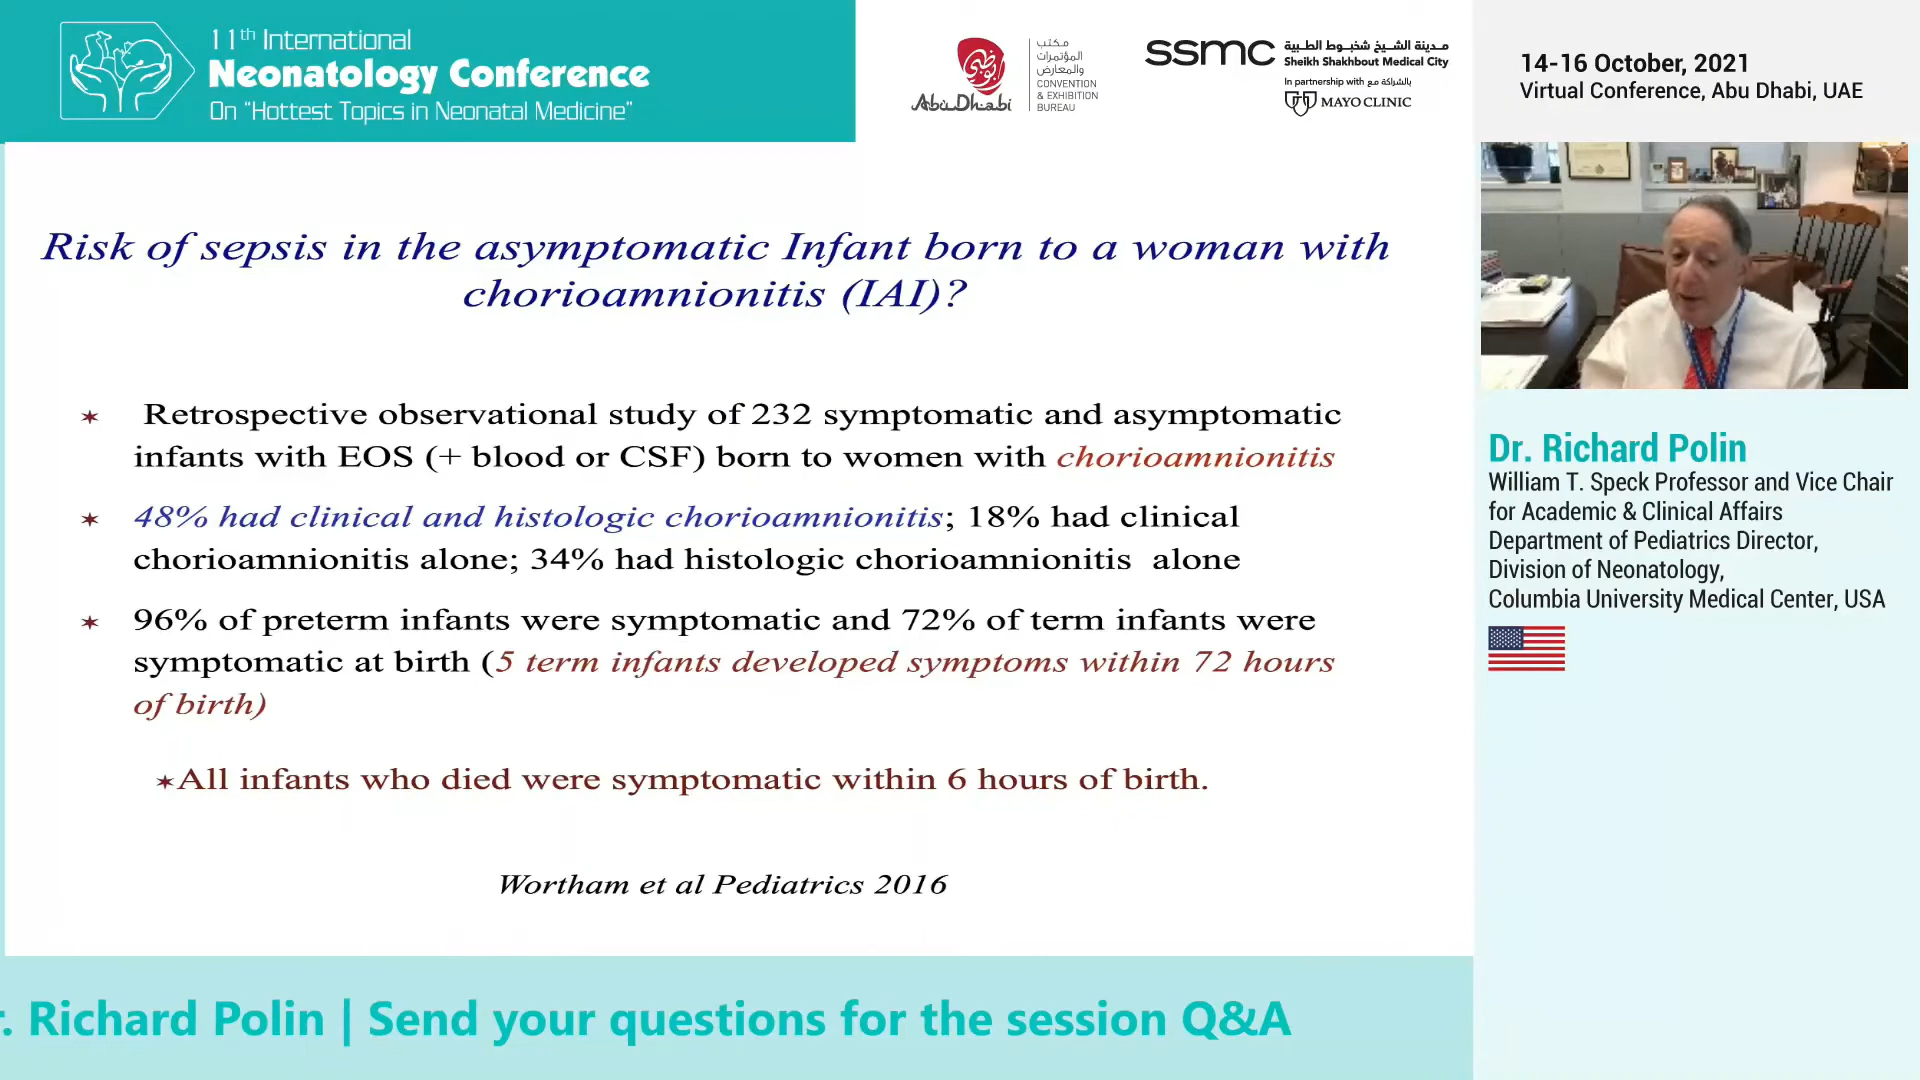 11th International
Neonatology Conference
On "Hottest Topics in Neonatal Medicine"
Abu Dhabi
مكتب
المؤتمرات
والمعارض
CONVENTION
& EXHIBITION
BUREAU
ssmc
مدينة الشيخ شخبوط الطبية
Sheikh Shakhbout Medical City
In partnership with بالشراكة مع
MAYO CLINIC
14-16 October, 2021
Virtual Conference, Abu Dhabi, UAE
Risk of sepsis in the asymptomatic Infant born to a woman with
chorioamnionitis (IAI)?
✶ Retrospective observational study of 232 symptomatic and asymptomatic
infants with EOS (+ blood or CSF) born to women with chorioamnionitis
✶ 48% had clinical and histologic chorioamnionitis; 18% had clinical
chorioamnionitis alone; 34% had histologic chorioamnionitis alone
✶ 96% of preterm infants were symptomatic and 72% of term infants were
symptomatic at birth (5 term infants developed symptoms within 72 hours
of birth)
✶All infants who died were symptomatic within 6 hours of birth.
Wortham et al Pediatrics 2016
Dr. Richard Polin
William T. Speck Professor and Vice Chair
for Academic & Clinical Affairs
Department of Pediatrics Director,
Division of Neonatology,
Columbia University Medical Center, USA
r. Richard Polin | Send your questions for the session Q&A